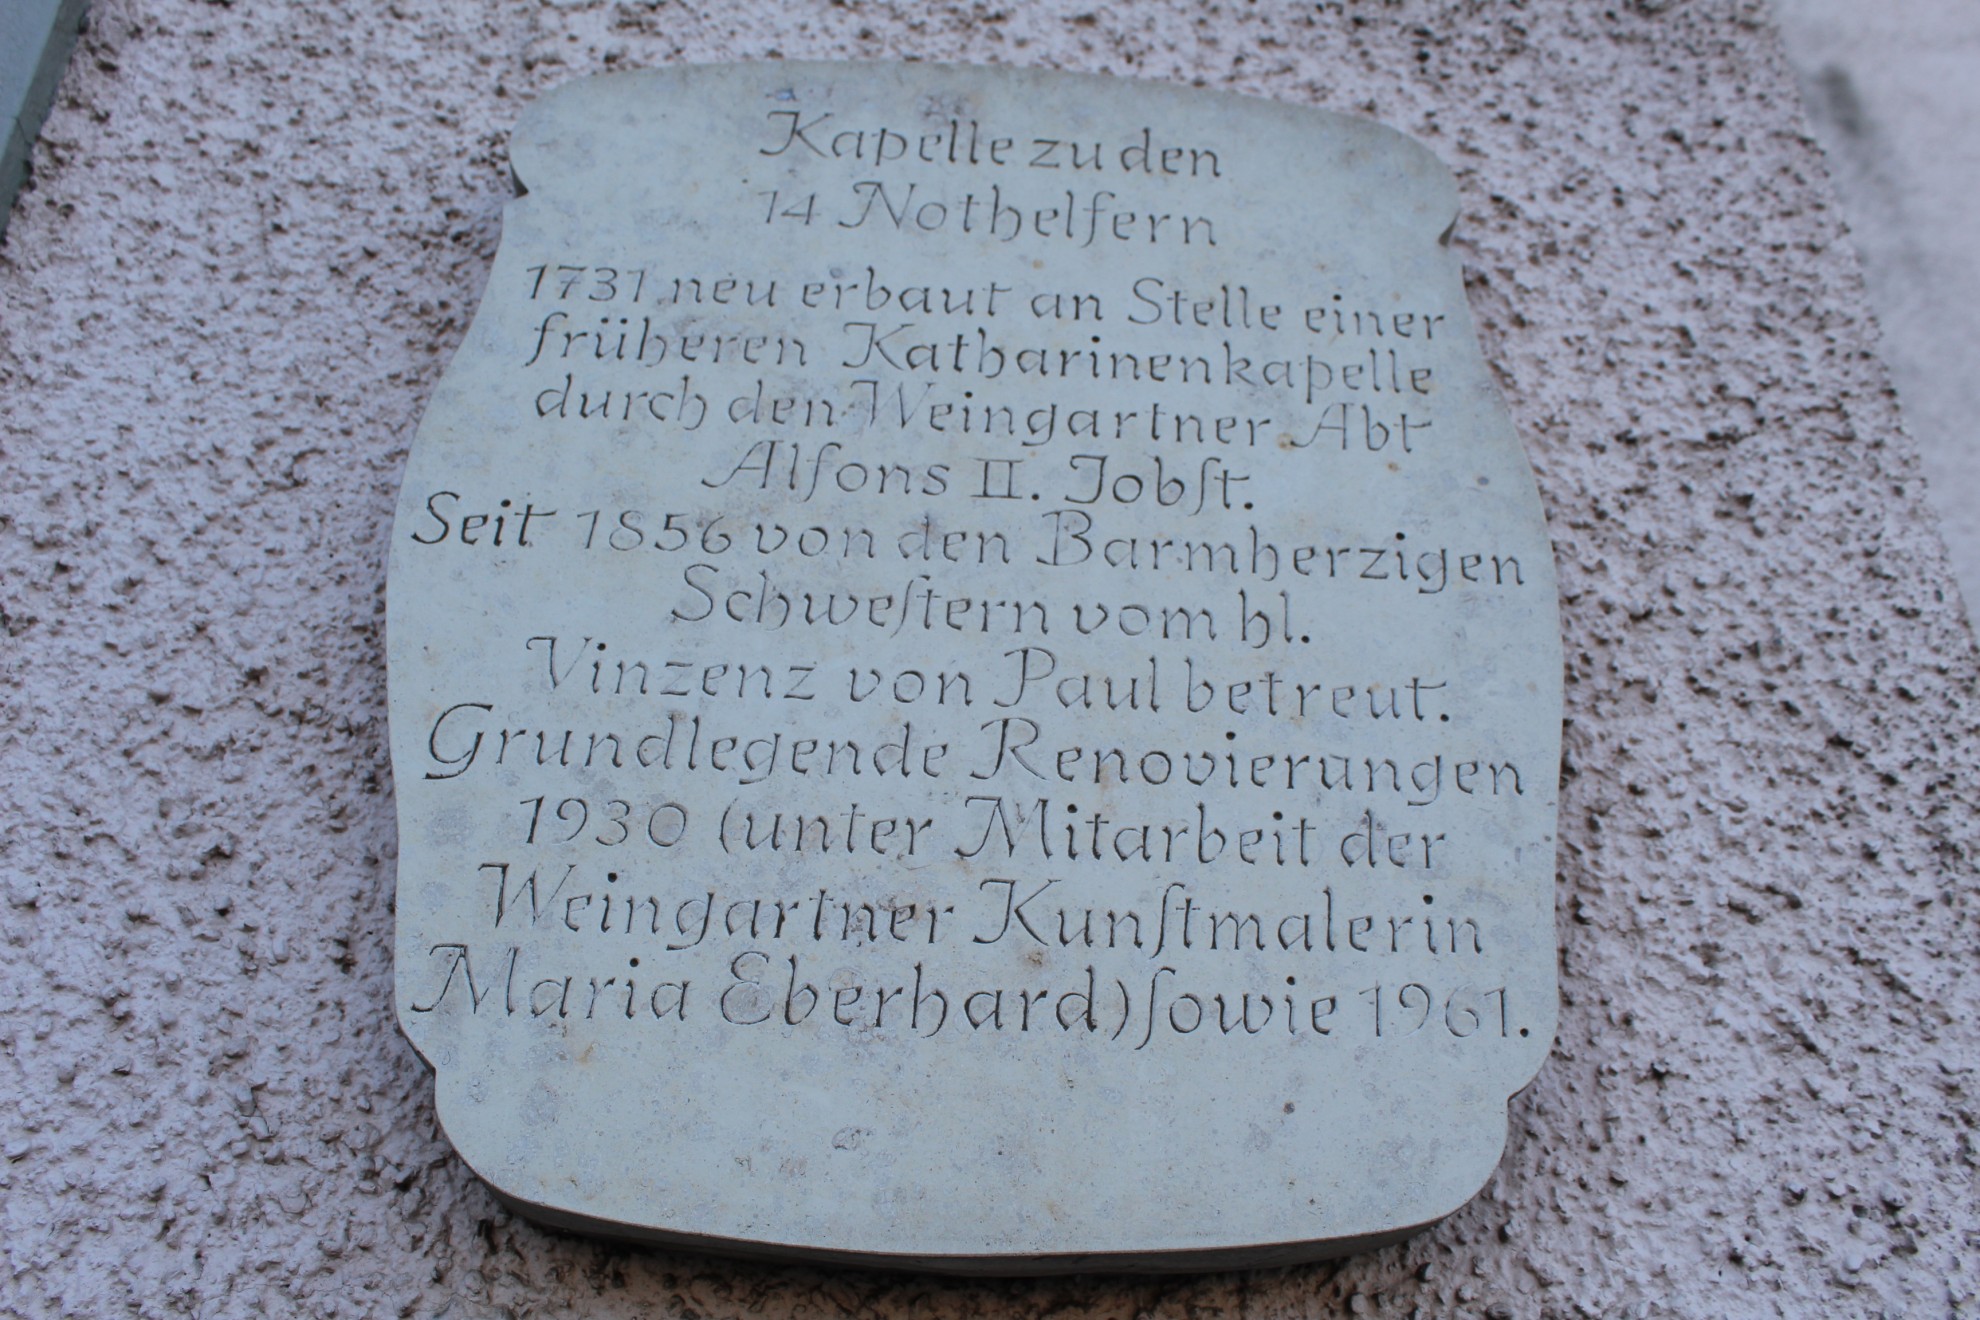 Kapelle zu den
14 Nothelfern
1731 neu erbaut an Stelle einer
früheren Katharinenkapelle
durch den Weingartner Abt
Alfons II. Jobſt.
Seit 1856 von den Barmherzigen
Schweſtern vom hl.
Vinzenz von Paul betreut.
Grundlegende Renovierungen
1930 (unter Mitarbeit der
Weingartner Kunſtmalerin
Maria Eberhard) ſowie 1961.